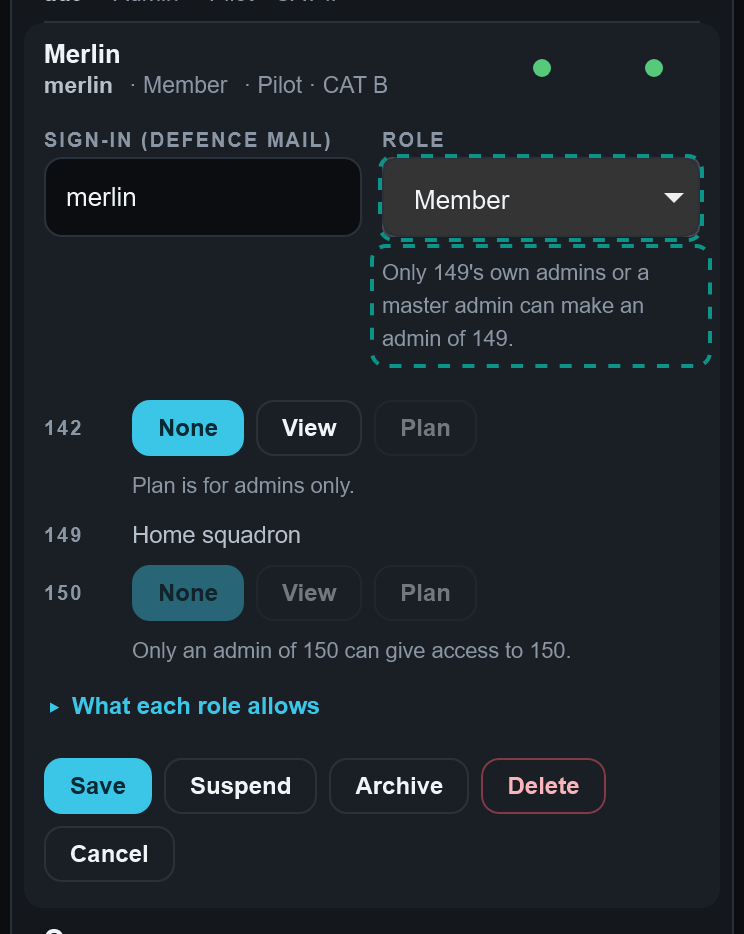 Merlin
merlin · Member · Pilot · CAT B
SIGN-IN (DEFENCE MAIL)
ROLE
merlin
Member
Only 149's own admins or a
master admin can make an
admin of 149.
142 None View Plan
Plan is for admins only.
149 Home squadron
150 None View Plan
Only an admin of 150 can give access to 150.
▸ What each role allows
Save Suspend Archive Delete
Cancel